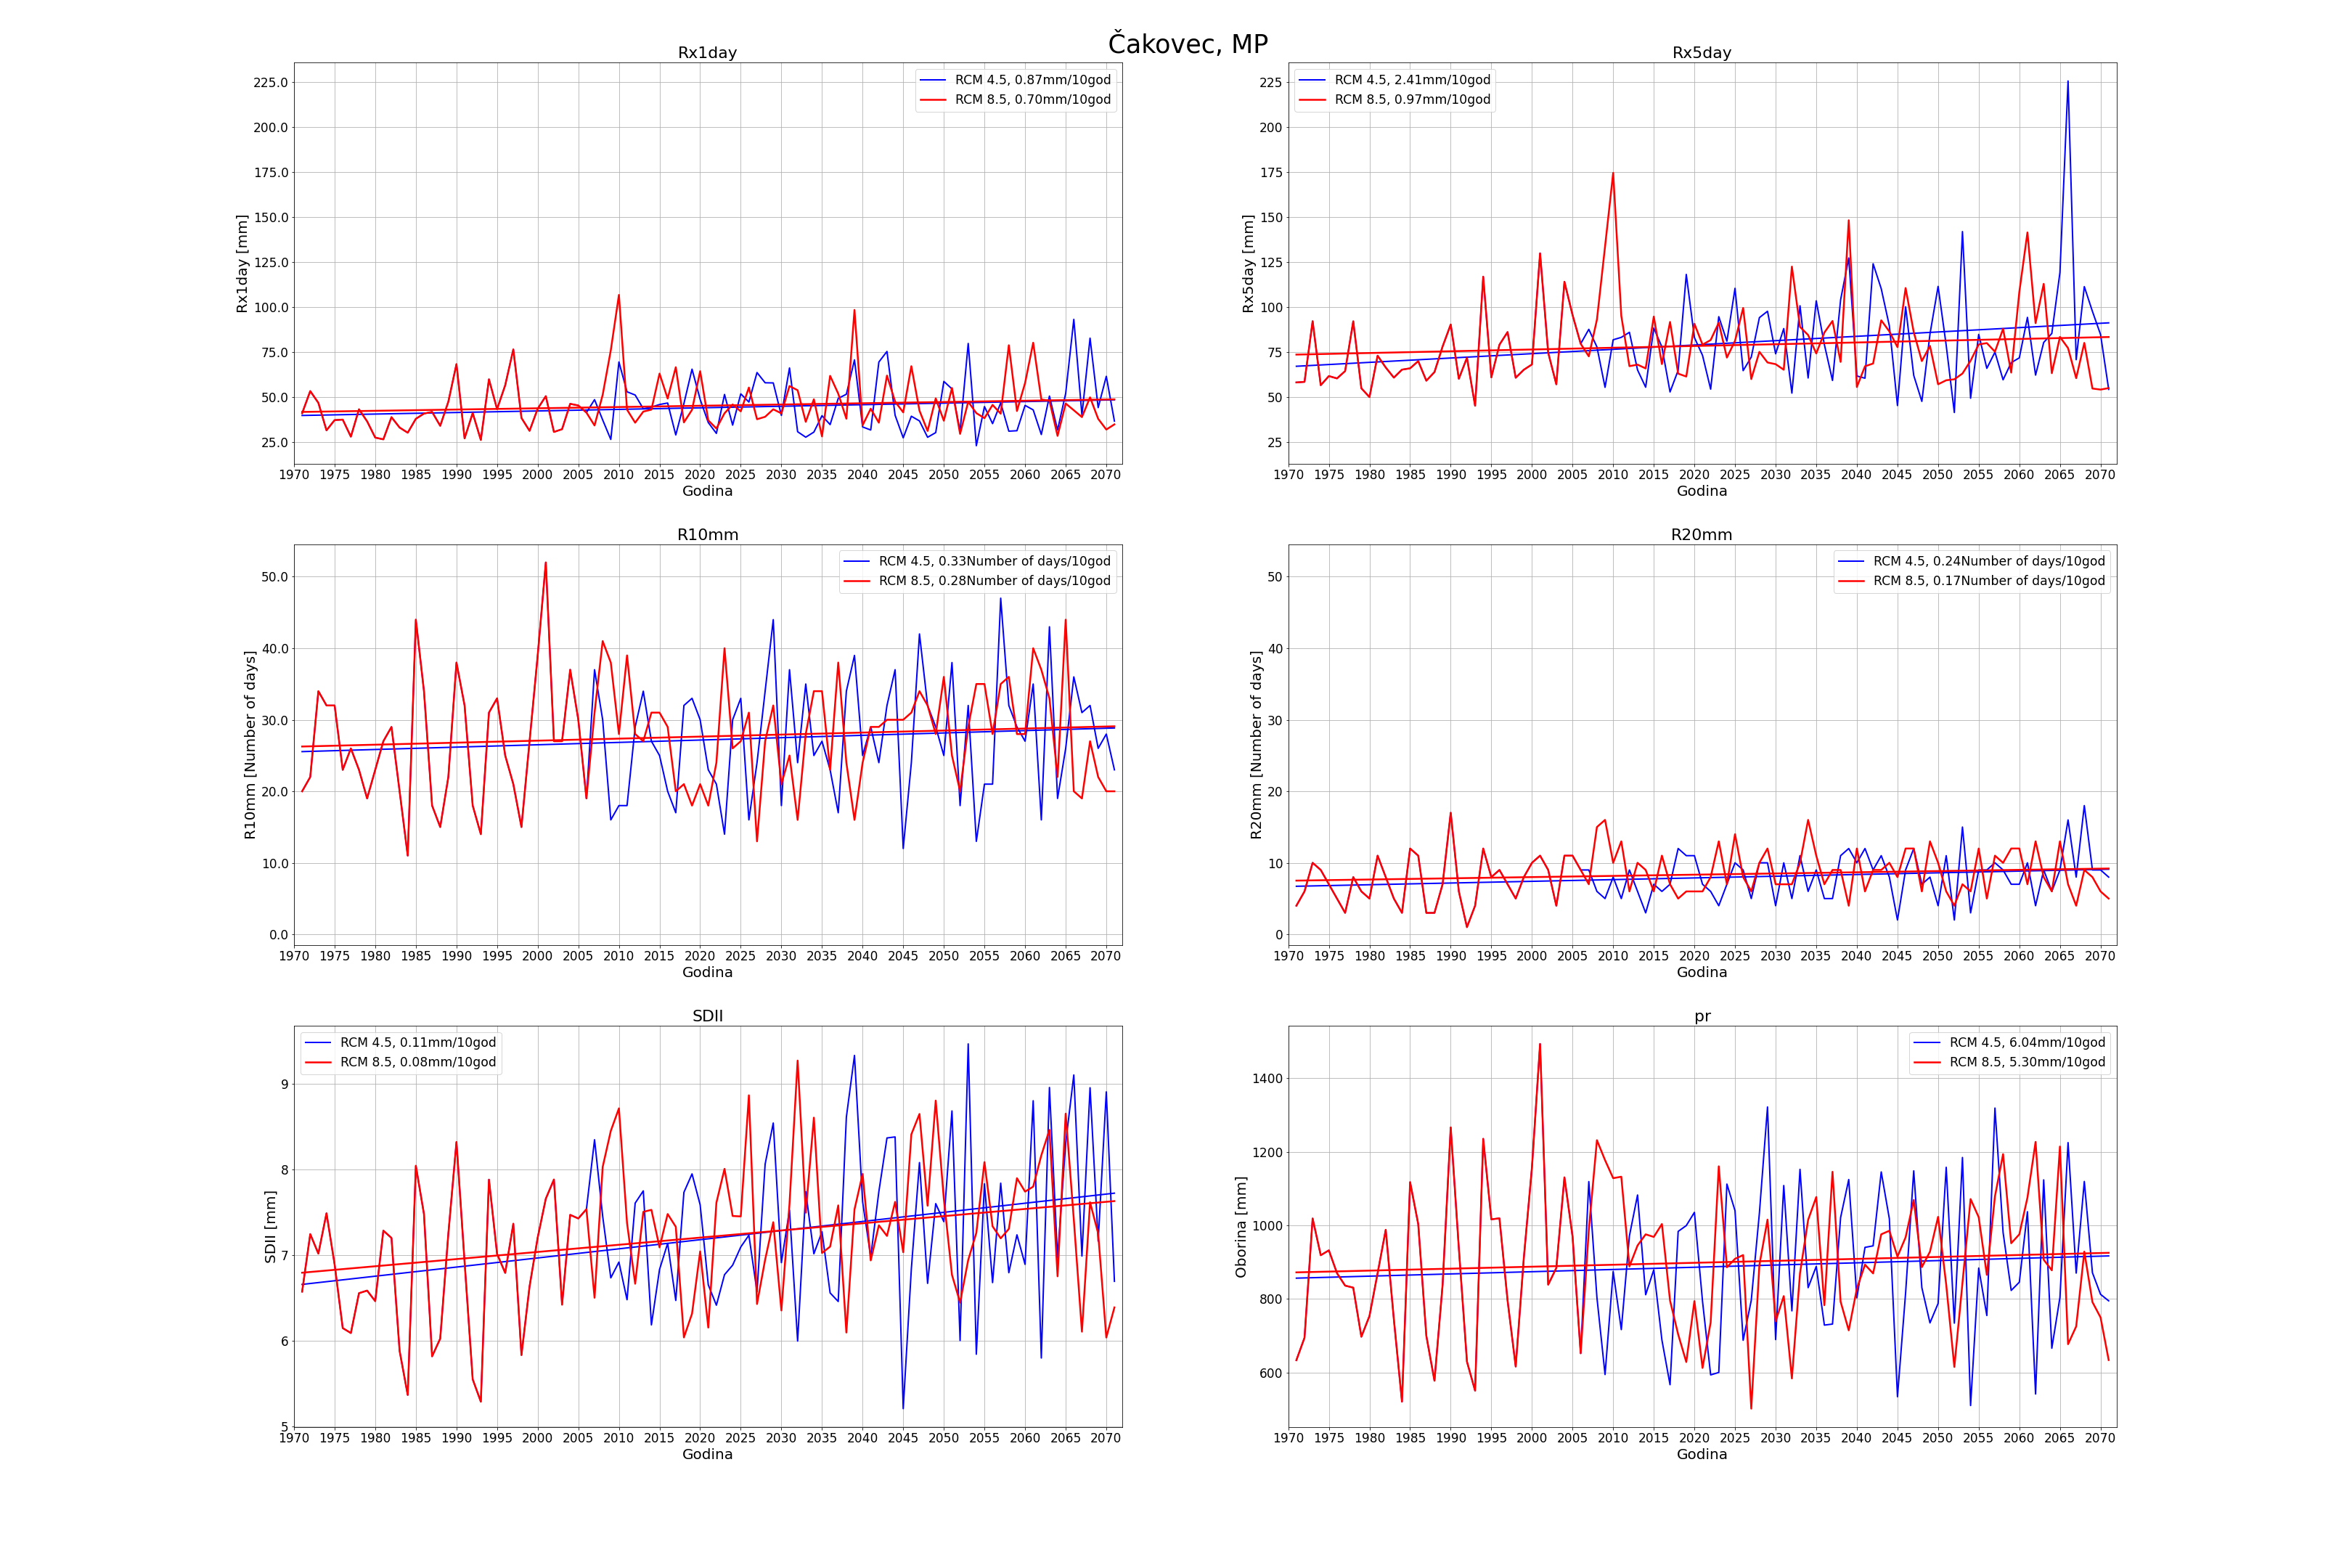 Čakovec, MP
Rx1day
RCM 4.5, 0.87mm/10god
RCM 8.5, 0.70mm/10god
Rx1day [mm]
225.0
200.0
175.0
150.0
125.0
100.0
75.0
50.0
25.0
1970 1975 1980 1985 1990 1995 2000 2005 2010 2015 2020 2025 2030 2035 2040 2045 2050 2055 2060 2065 2070
Godina
Rx5day
RCM 4.5, 2.41mm/10god
RCM 8.5, 0.97mm/10god
Rx5day [mm]
225
200
175
150
125
100
75
50
25
1970 1975 1980 1985 1990 1995 2000 2005 2010 2015 2020 2025 2030 2035 2040 2045 2050 2055 2060 2065 2070
Godina
R10mm
RCM 4.5, 0.33Number of days/10god
RCM 8.5, 0.28Number of days/10god
R10mm [Number of days]
50.0
40.0
30.0
20.0
10.0
0.0
1970 1975 1980 1985 1990 1995 2000 2005 2010 2015 2020 2025 2030 2035 2040 2045 2050 2055 2060 2065 2070
Godina
R20mm
RCM 4.5, 0.24Number of days/10god
RCM 8.5, 0.17Number of days/10god
R20mm [Number of days]
50
40
30
20
10
0
1970 1975 1980 1985 1990 1995 2000 2005 2010 2015 2020 2025 2030 2035 2040 2045 2050 2055 2060 2065 2070
Godina
SDII
RCM 4.5, 0.11mm/10god
RCM 8.5, 0.08mm/10god
SDII [mm]
9
8
7
6
5
1970 1975 1980 1985 1990 1995 2000 2005 2010 2015 2020 2025 2030 2035 2040 2045 2050 2055 2060 2065 2070
Godina
pr
RCM 4.5, 6.04mm/10god
RCM 8.5, 5.30mm/10god
Oborina [mm]
1400
1200
1000
800
600
1970 1975 1980 1985 1990 1995 2000 2005 2010 2015 2020 2025 2030 2035 2040 2045 2050 2055 2060 2065 2070
Godina